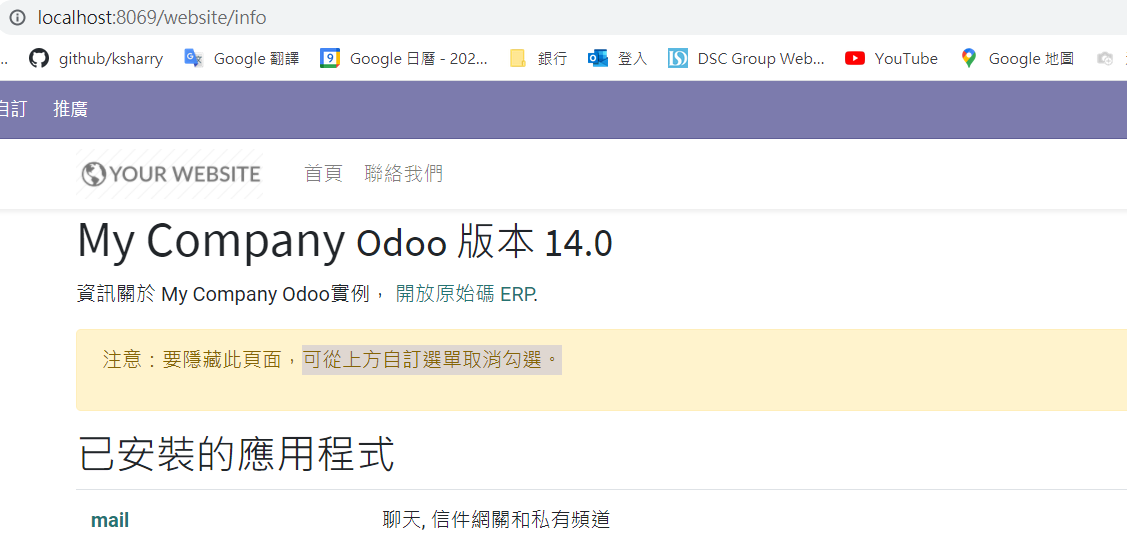 localhost:8069/website/info
.. github/ksharry Google 翻譯 9 Google 日曆 - 202... 銀行 登入 DSC Group Web... YouTube Google 地圖
自訂 推廣
YOUR WEBSITE 首頁 聯絡我們
My Company Odoo 版本 14.0
資訊關於 My Company Odoo實例， 開放原始碼 ERP.
注意：要隱藏此頁面，可從上方自訂選單取消勾選。
已安裝的應用程式
mail 聊天, 信件網關和私有頻道